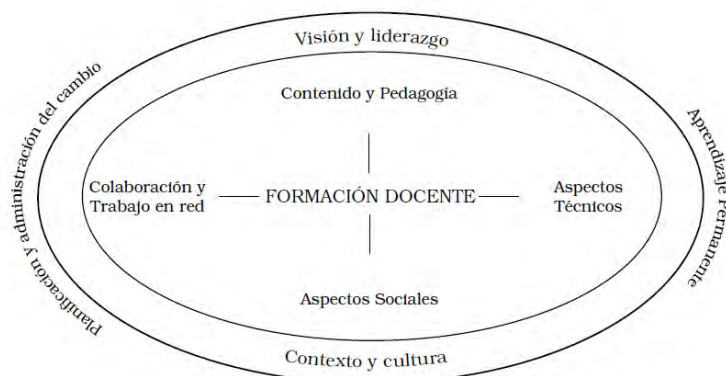 Visión y liderazgo
Contenido y Pedagogía
Planificación y administración del cambio
Colaboración y
Trabajo en red
FORMACIÓN DOCENTE
Aspectos
Técnicos
Aprendizaje Permanente
Aspectos Sociales
Contexto y cultura